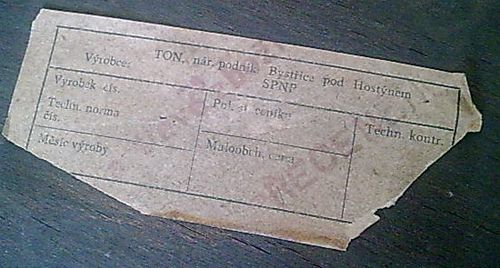 Výrobce: TON, nár. podnik, Bystřice pod Hostýnem
SPNP
Výrobek čís.
Pol. st. ceníku
Techn. kontr.
Techn. norma
čís.
Měsíc výroby
Maloobch. cena